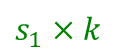 s₁ × k